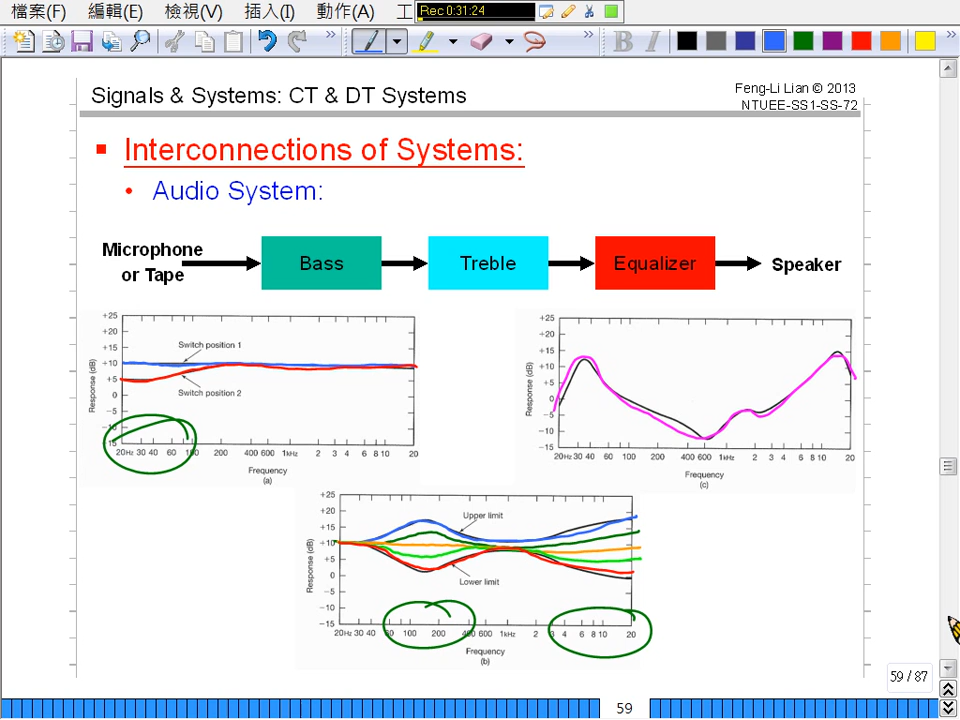 檔案(F) 編輯(E) 檢視(V) 插入(I) 動作(A) 工
Rec 0:31:24
B I
Signals & Systems: CT & DT Systems
Feng-Li Lian © 2013
NTUEE-SS1-SS-72
Interconnections of Systems:
Audio System:
Microphone
or Tape
Bass
Treble
Equalizer
Speaker
+25
+20
+15
+10
+5
0
−5
−10
−15
Response (dB)
Switch position 1
Switch position 2
20Hz 30 40 60 100 200 400 600 1kHz 2 3 4 6 8 10 20
Frequency
(a)
+25
+20
+15
+10
+5
0
−5
−10
−15
Response (dB)
20Hz 30 40 60 100 200 400 600 1kHz 2 3 4 6 8 10 20
Frequency
(c)
+25
+20
+15
+10
+5
0
−5
−10
−15
Response (dB)
Upper limit
Lower limit
20Hz 30 40 60 100 200 400 600 1kHz 2 3 4 6 8 10 20
Frequency
(b)
59 / 87
59